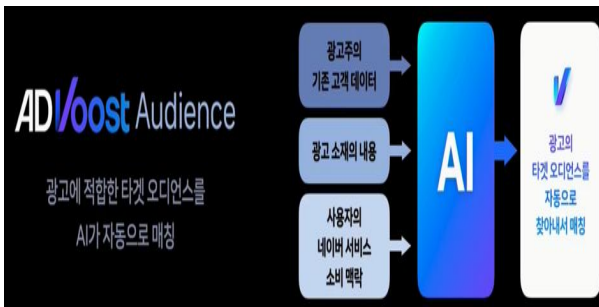 ADVoost Audience
광고에 적합한 타겟 오디언스를
AI가 자동으로 매칭
광고주의
기존 고객 데이터
광고 소재의 내용
사용자의
네이버 서비스
소비 맥락
AI
광고의
타겟 오디언스를
자동으로
찾아내서 매칭